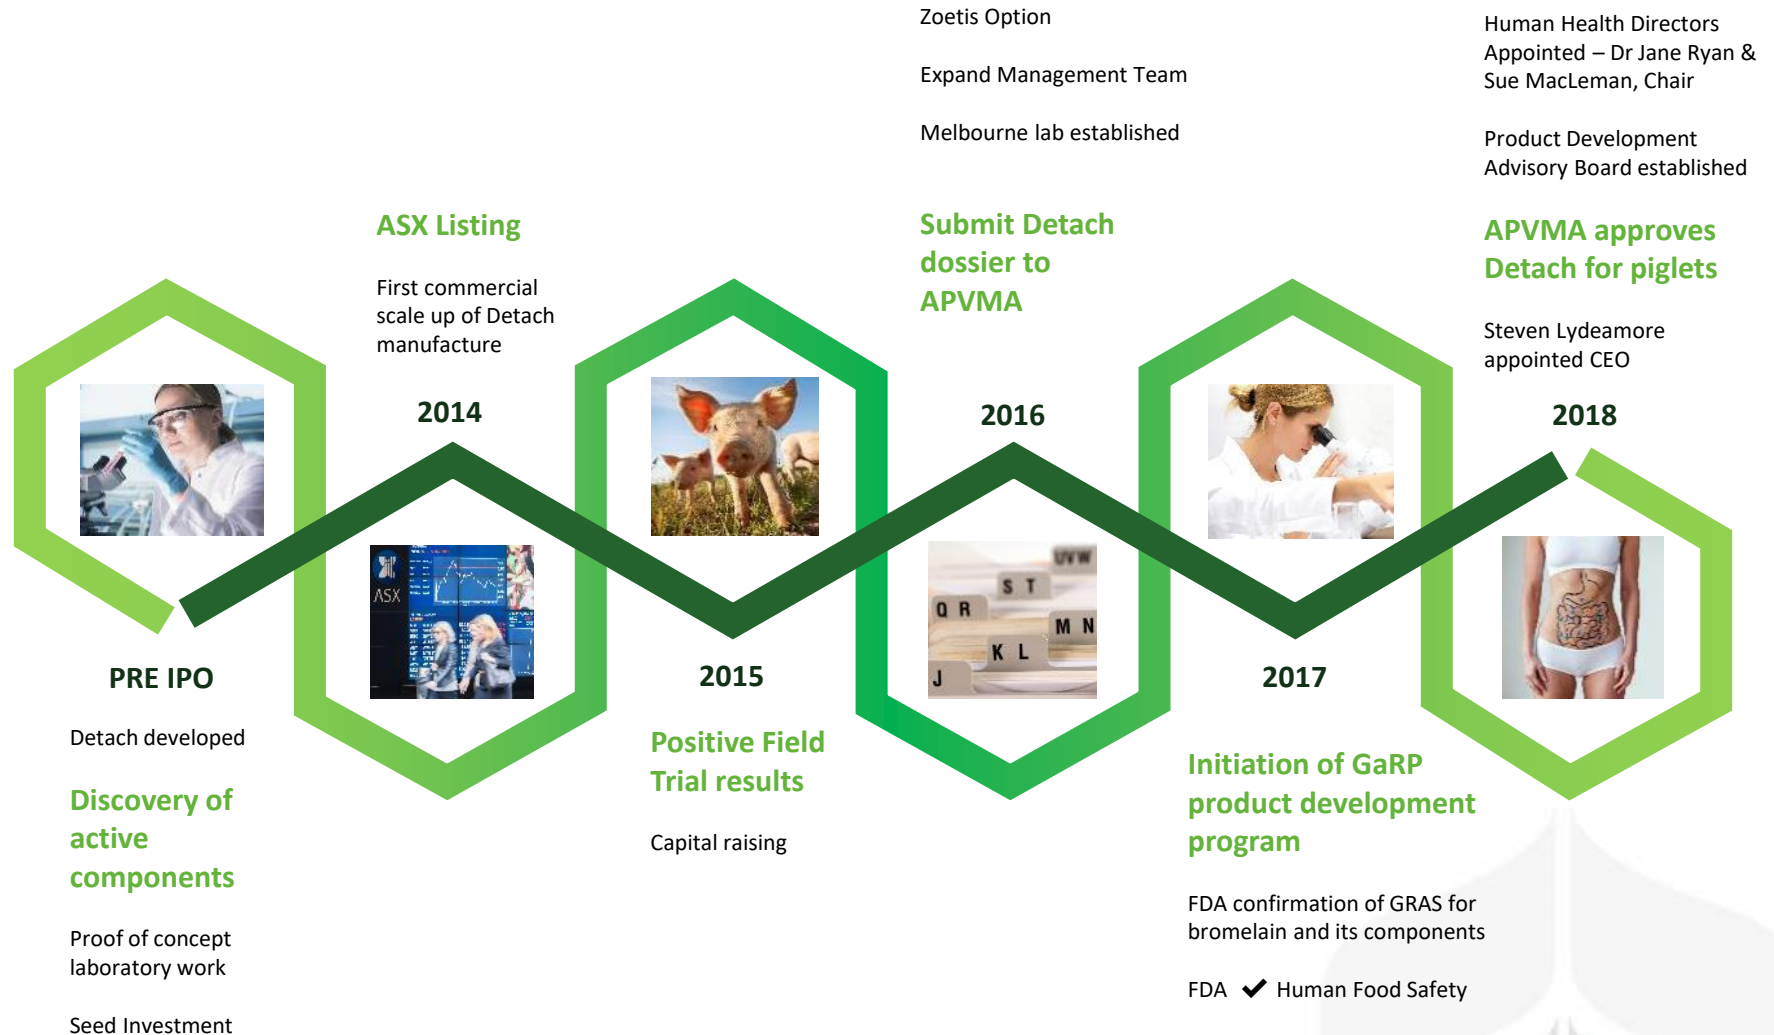 PRE IPO
Detach developed
Discovery of
active
components
Proof of concept
laboratory work
Seed Investment
ASX Listing
First commercial
scale up of Detach
manufacture
2014
ASX
2015
Positive Field
Trial results
Capital raising
Zoetis Option
Expand Management Team
Melbourne lab established
Submit Detach
dossier to
APVMA
2016
UVW
S T
Q R
M N
K L
J
2017
Initiation of GaRP
product development
program
FDA confirmation of GRAS for
bromelain and its components
FDA ✔ Human Food Safety
Human Health Directors
Appointed – Dr Jane Ryan &
Sue MacLeman, Chair
Product Development
Advisory Board established
APVMA approves
Detach for piglets
Steven Lydeamore
appointed CEO
2018